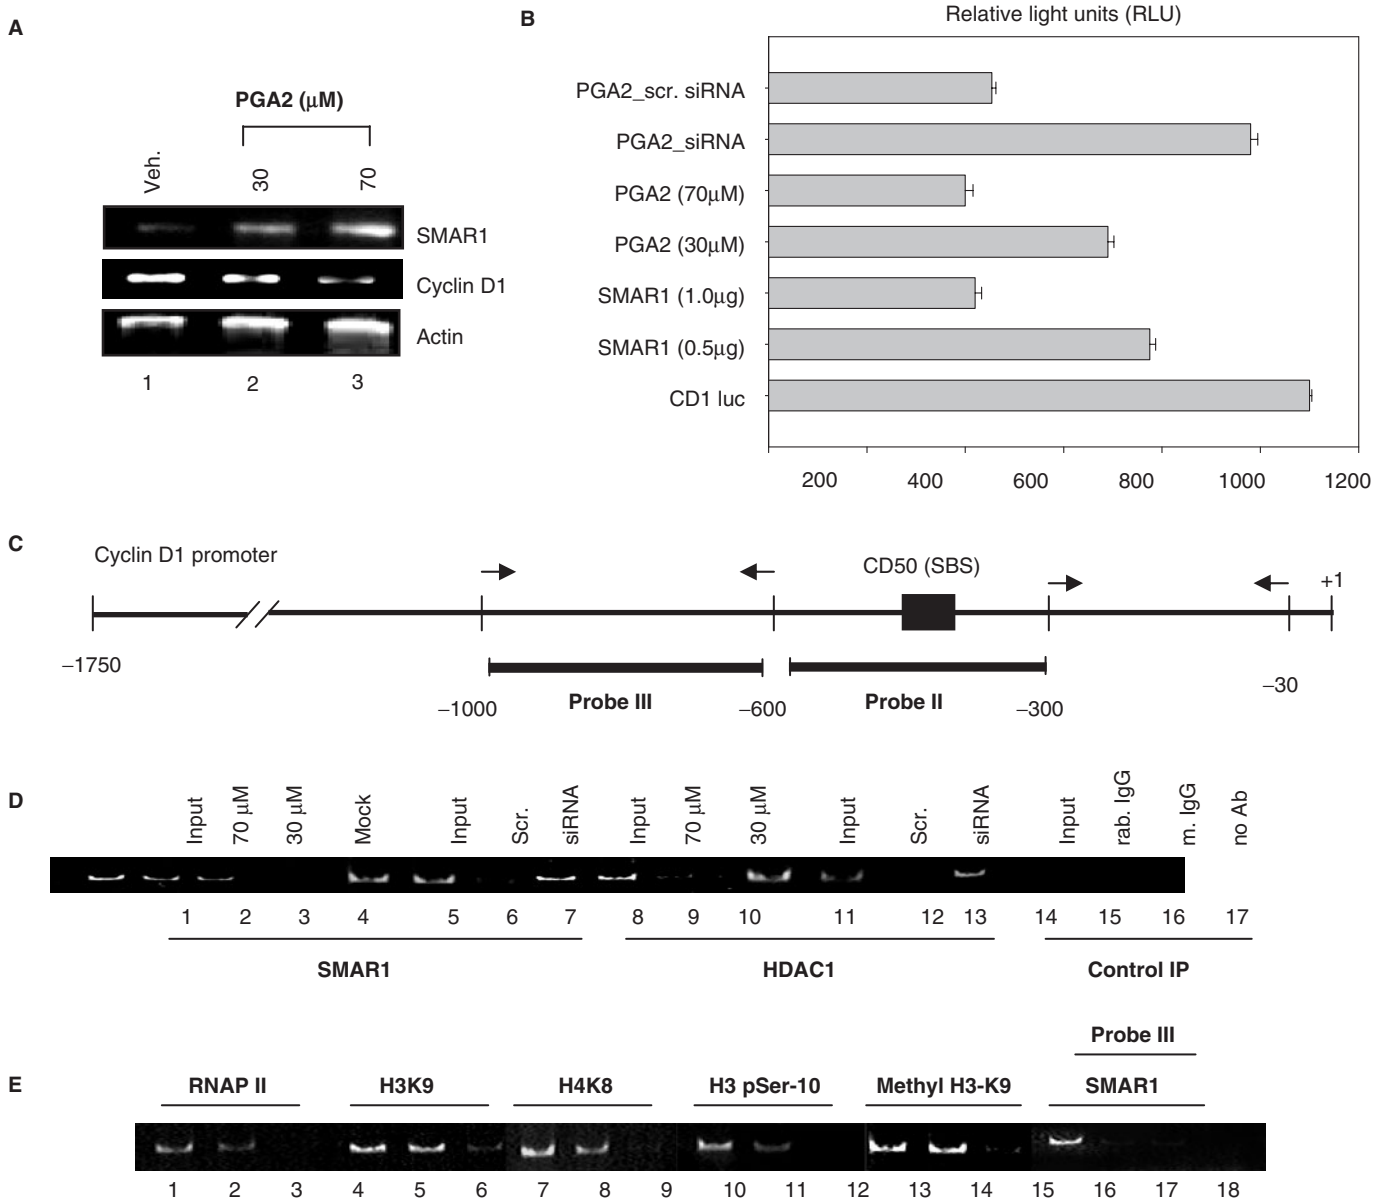 A
PGA2 (μM)
Veh.
30
70
SMAR1
Cyclin D1
Actin
1 2 3
B
Relative light units (RLU)
PGA2_scr. siRNA
PGA2_siRNA
PGA2 (70μM)
PGA2 (30μM)
SMAR1 (1.0μg)
SMAR1 (0.5μg)
CD1 luc
200 400 600 800 1000 1200
C
Cyclin D1 promoter
CD50 (SBS)
+1
−1750
−1000
Probe III
−600
Probe II
−300
−30
D
Input 70 μM 30 μM Mock Input Scr. siRNA Input 70 μM 30 μM Input Scr. siRNA Input rab. IgG m. IgG no Ab
1 2 3 4 5 6 7 8 9 10 11 12 13 14 15 16 17
SMAR1 HDAC1 Control IP
Probe III
E
RNAP II H3K9 H4K8 H3 pSer-10 Methyl H3-K9 SMAR1
1 2 3 4 5 6 7 8 9 10 11 12 13 14 15 16 17 18